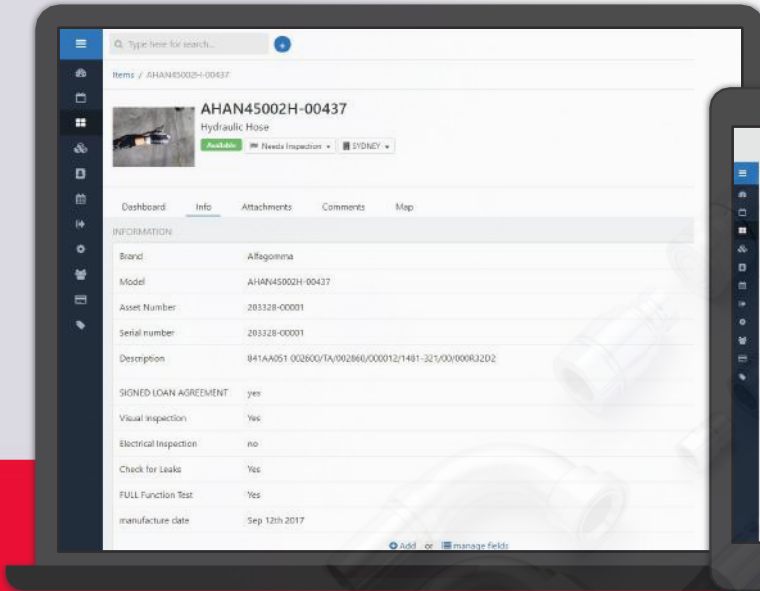 Type here for search...
Items / AHAN45002H-00437
AHAN45002H-00437
Hydraulic Hose
Available Needs Inspection SYDNEY
Dashboard Info Attachments Comments Map
INFORMATION
Brand Alfagomma
Model AHAN45002H-00437
Asset Number 203328-00001
Serial number 203328-00001
Description 841AA051 002600/TA/002860/000012/1481-321/00/000R32D2
SIGNED LOAN AGREEMENT yes
Visual Inspection Yes
Electrical Inspection no
Check for Leaks Yes
FULL Function Test Yes
manufacture date Sep 12th 2017
Add or manage fields